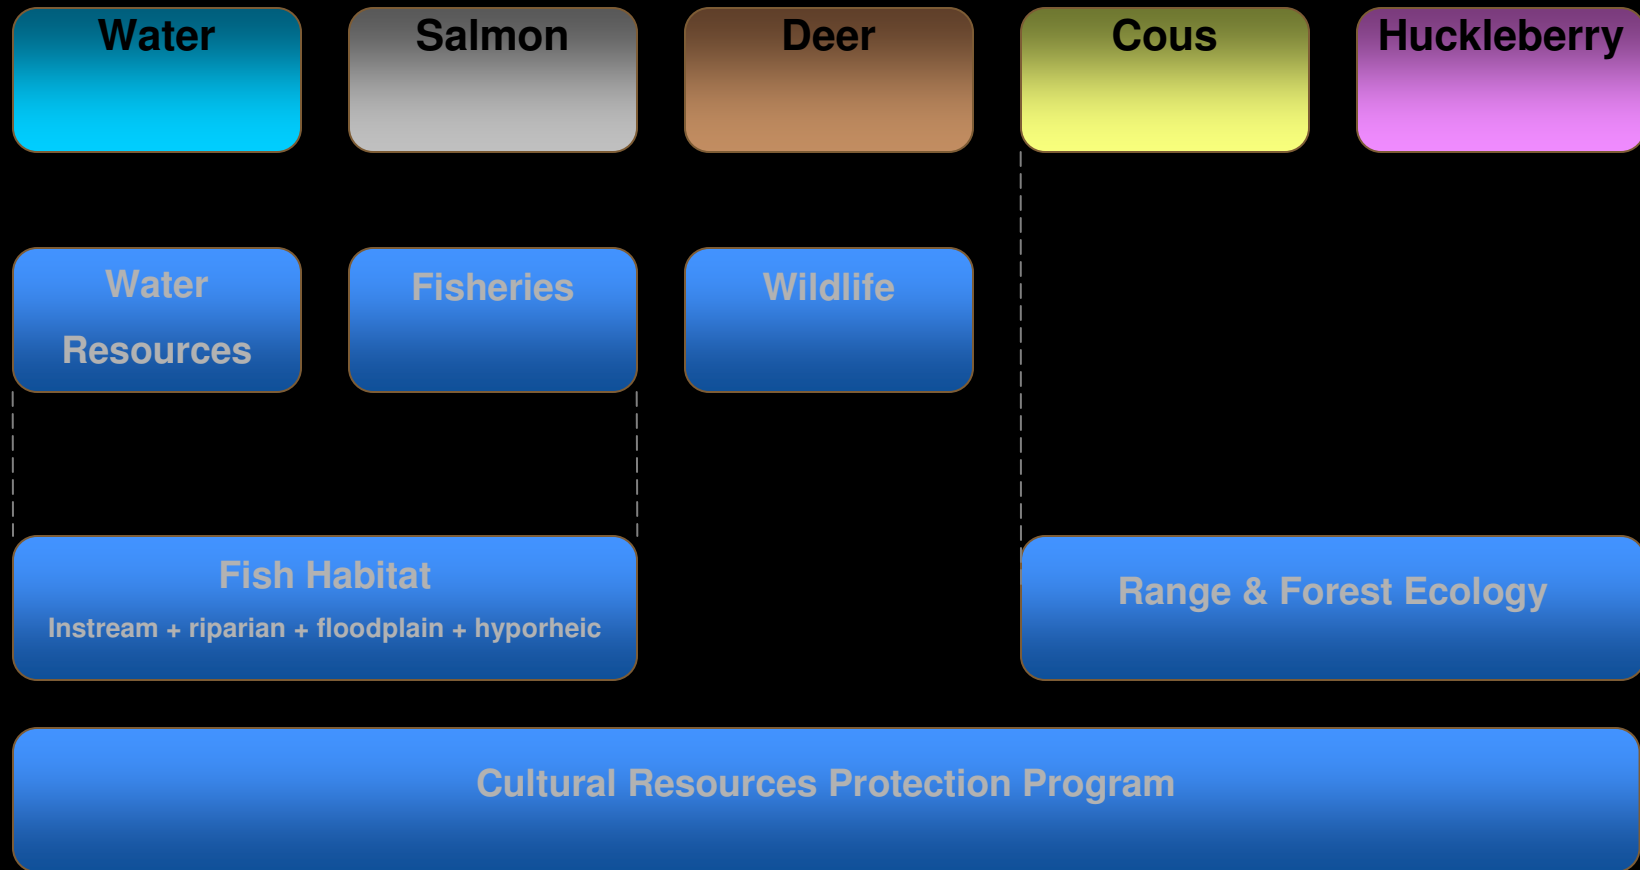 Water
Salmon
Deer
Cous
Huckleberry
Water
Resources
Fisheries
Wildlife
Fish Habitat
Instream + riparian + floodplain + hyporheic
Range & Forest Ecology
Cultural Resources Protection Program